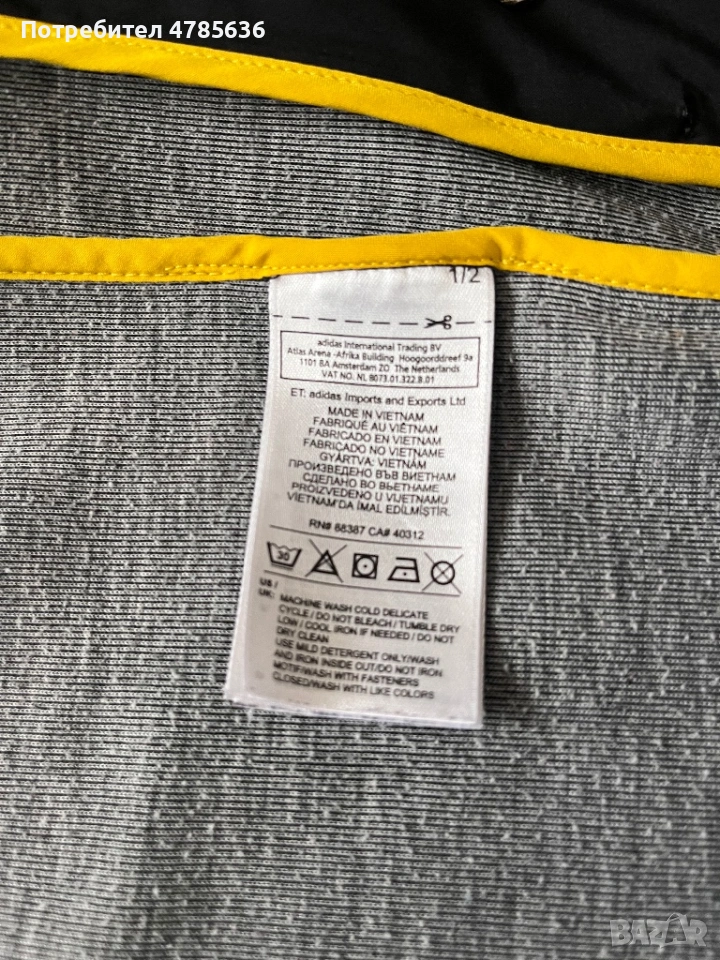 Потребител 4785636
1/2
adidas International Trading BV
Atlas Arena -Afrika Building Hoogoorddreef 9a
1101 BA Amsterdam ZO The Netherlands
VAT NO. NL 8073.01.322.B.01
ET: adidas Imports and Exports Ltd
MADE IN VIETNAM
FABRIQUÉ AU VIÊTNAM
FABRICADO EN VIETNAM
FABRICADO NO VIETNAME
GYÁRTVA: VIETNÁM
ПРОИЗВЕДЕНО ВЪВ ВИЕТНАМ
СДЕЛАНО ВО ВЬЕТНАМЕ
PROIZVEDENO U VIJETNAMU
VIETNAM'DA İMAL EDİLMİŞTİR.
RN# 88387 CA# 40312
30
US /
UK: MACHINE WASH COLD DELICATE
CYCLE / DO NOT BLEACH / TUMBLE DRY
LOW / COOL IRON IF NEEDED / DO NOT
DRY CLEAN
USE MILD DETERGENT ONLY/WASH
AND IRON INSIDE OUT/DO NOT IRON
MOTIF/WASH WITH FASTENERS
CLOSED/WASH WITH LIKE COLORS
BAZAR